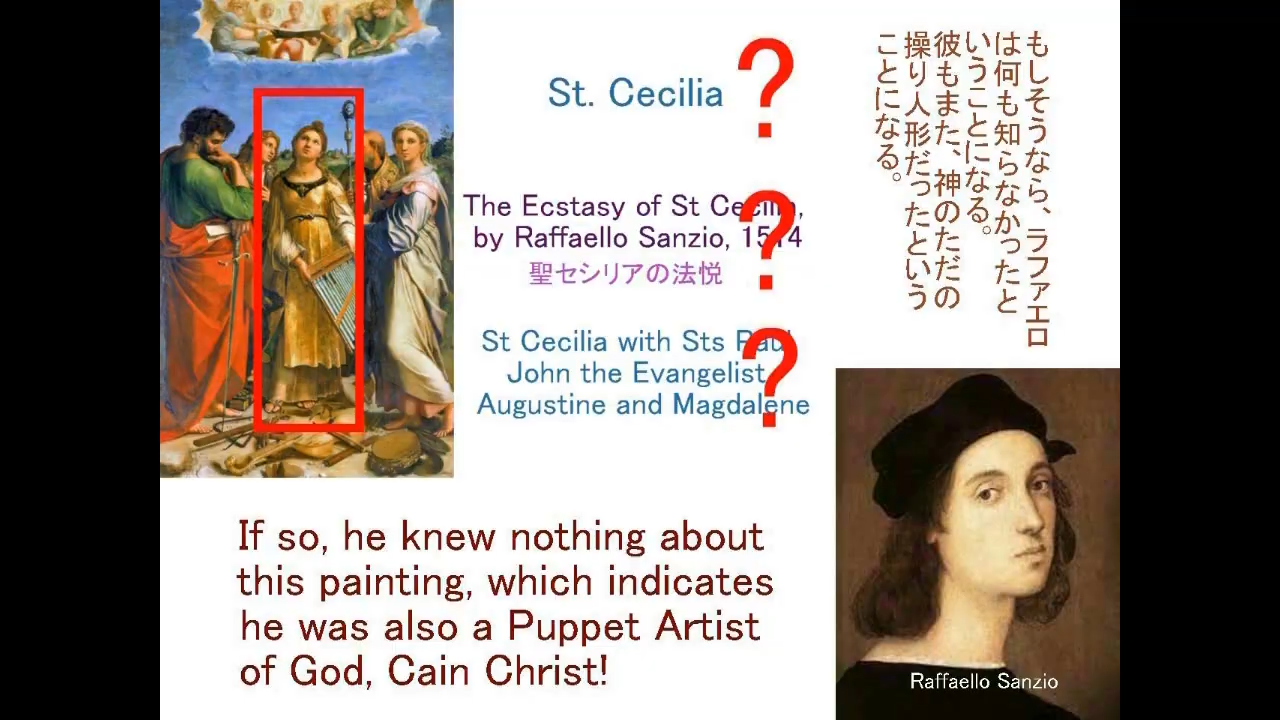 St. Cecilia ?
The Ecstasy of St Cecilia,
by Raffaello Sanzio, 1514
?
聖セシリアの法悦
St Cecilia with Sts Paul
John the Evangelist
Augustine and Magdalene
?
もしそうなら、ラファエロ
は何も知らなかったと
いうことになる。
彼もまた、神のただの
操り人形だったという
ことになる。
If so, he knew nothing about
this painting, which indicates
he was also a Puppet Artist
of God, Cain Christ!
Raffaello Sanzio